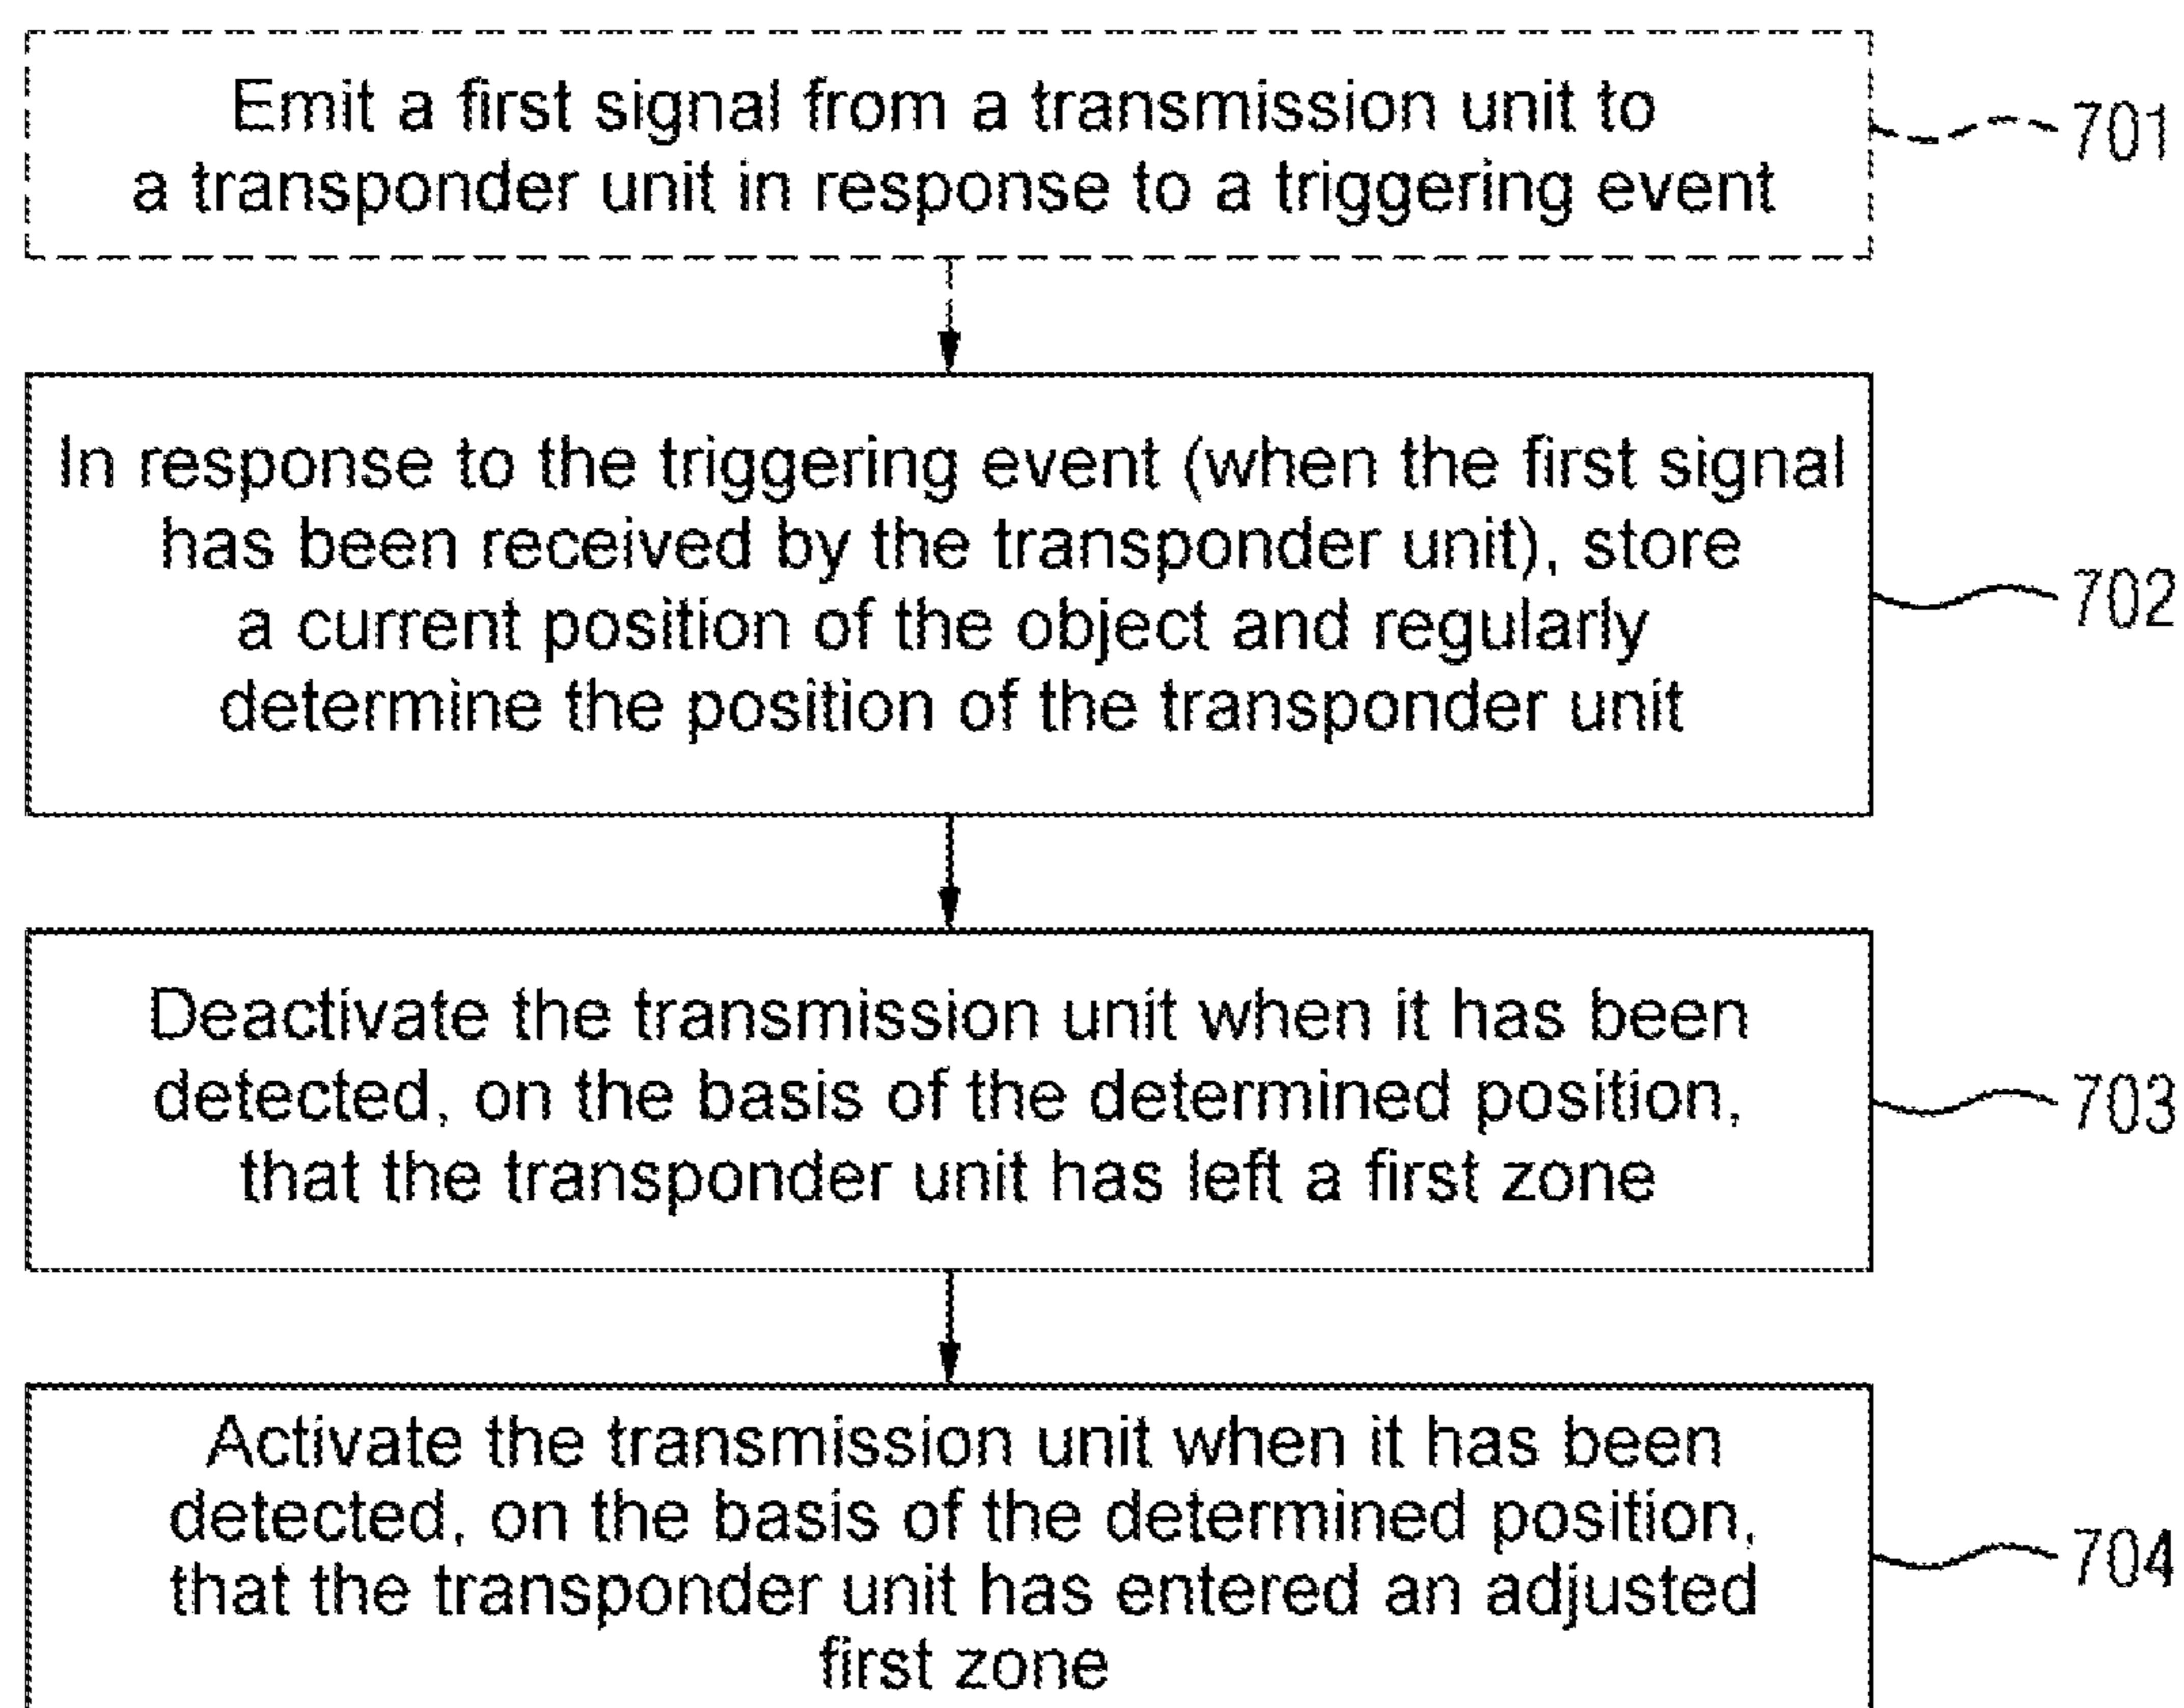 Emit a first signal from a transmission unit to
a transponder unit in response to a triggering event
701
In response to the triggering event (when the first signal
has been received by the transponder unit), store
a current position of the object and regularly
determine the position of the transponder unit
702
Deactivate the transmission unit when it has been
detected, on the basis of the determined position,
that the transponder unit has left a first zone
703
Activate the transmission unit when it has been
detected, on the basis of the determined position,
that the transponder unit has entered an adjusted
first zone
704